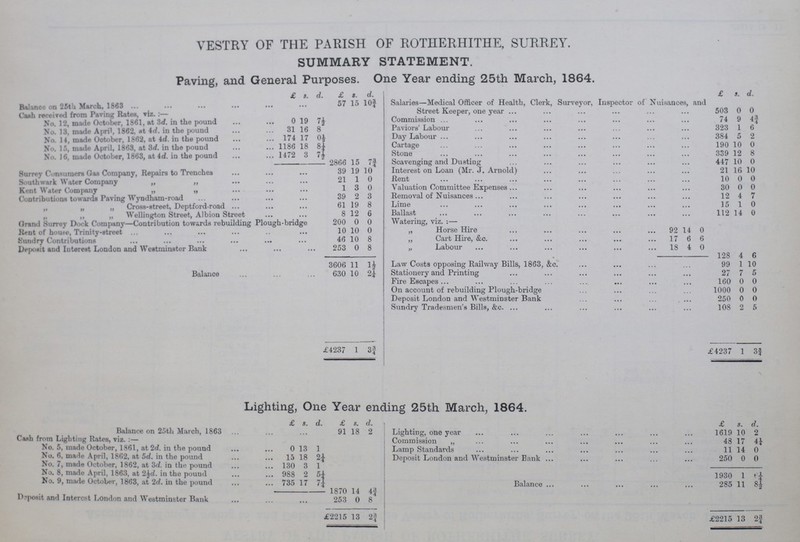 VESTRY OF THE PARISH OF ROTHERHITHE, SURREY.
SUMMARY STATEMENT.
Paving, and General Purposes. One Year ending 25th March, 1864.
£ s. d. £ s. d.
Balance on 25th March, 1863 ... ... ... ... ... 57 15 10¾
Cash received from Paving Rates, viz. :—
No. 12, made October, 1861, at 3d. in the pound ... ... 0 19 7½
No. 13, made April, 1862, at 4d. in the pound ... ... 31 16 8
No. 14, made October, 1862, at 4d. in the pound ... ... 174 17 0½
No. 15, made April, 1863, at 3d. in the pound ... ... 1186 18 8½
No. 16, made October, 1863, at 4d. in the pound ... ... 1472 3 7½
2866 15 7¾
Surrey Consumers Gas Company, Repairs to Trenches ... ... ... 39 19 10
Southwark Water Company „ „ ... ... ... 21 1 0
Kent Water Company „ „ ... ... ... 1 3 0
Contributions towards Paving Wyndham-road ... ... ... ... 39 2 3
„ „ „ Cross-street, Deptford-road ... ... ... 61 19 8
„ „ „ Wellington Street, Albion Street ... ... 8 12 6
Grand Surrey Dock Company—Contribution towards rebuilding Plough-bridge 200 0 0
Rent of house, Trinity-street ... ... ... ... ... ... 10 10 0
Sundry Contributions ... ... ... ... ... ... 46 10 8
Deposit and Interest London and Westminster Bank ... ... ... 253 0 8
3606 11 1½
Balance ... ... ... 630 10 2¼
£4237 1 3¾
£ s. d.
Salaries—Medical Officer of Health, Clerk, Surveyor, Inspector of Nuisances, and
Street Keeper, one year ... ... ... ... ... ... ... 503 0 0
Commission ... ... ... ... ... ... ... ... 74 9 4¾
Paviors' Labour ... ... ... ... ... ... ... 323 1 6
Day Labour ... ... ... ... ... ... ... ... 384 5 2
Cartage ... ... ... ... ... ... ... ... 190 10 0
Stone ... ... ... ... ... ... ... ... 339 12 8
Scavenging and Dusting ... ... ... ... ... ... 447 10 0
Interest on Loan (Mr. J. Arnold) ... ... ... ... ... 21 16 10
Rent ... ... ... ... ... ... ... ... 10 0 0
Valuation Committee Expenses ... ... ... ... ... ... 30 0 0
Removal of Nuisances ... ... ... ... ... ... ... 12 4 7
Lime ... ... ... ... ... ... ... ... 15 1 0
Ballast ... ... ... ... ... ... ... ... 112 14 0
Watering, viz. :—
„ Horse Hire ... ... ... ... ... 92 14 0
„ Cart Hire, &c. ... ... ... ... ... 17 6 6
„ Labour ... ... ... ... ... ... 18 4 0
128 4 6
Law Costs opposing Railway Bills, 1863, &c. ... ... ... ... 99 1 10
Stationery and Printing ... ... ... ... ... ... 27 7 5
Fire Escapes ... ... ... ... ... ... ... ... 160 0 0
On account of rebuilding Plough-bridge ... ... ... ... 1000 0 0
Deposit London and Westminster Bank ... ... ... ... 250 0 0
Sundry Tradesmen's Bills, &c. ... ... ... ... ... ... 108 2 5
£4237 1 3¾
Lighting, One Year ending 25th March, 1864.
£ s. d. £ s. d.
Balance on 25th March, 1863 ... ... ... 91 18 2
Cash from Lighting Rates, viz. :—
No. 5, made October, 1861, at 2d. in the pound ... ... 0 13 1
No. 6, made April, 1862, at 5d. in the pound ... ... 15 18 2¼
No. 7, made October, 1862, at 3d. in the pound ... ... 130 3 1
No. 8, made April, 1863, at 2½d. in the pound ... ... 988 2 5¼
No. 9, made October, 1863, at 2d. in the pound ... ... 735 17 7¼
1870 14 4¾
Deposit and Interest London and Westminster Bank ... ... ... 253 0 8
£2215 13 2¾
£ s. d.
Lighting, one year ... ... ... ... ... ... ... 1619 10 2
Commission „ ... ... ... ... ... ... ... 48 17 4¼
Lamp Standards ... ... ... ... ... ... ... 11 14 0
Deposit London and Westminster Bank ... ... ... ... ... 250 0 0
1930 1
Balance ... ... ... ... ... 285 11 8½
£2215 13 2¾